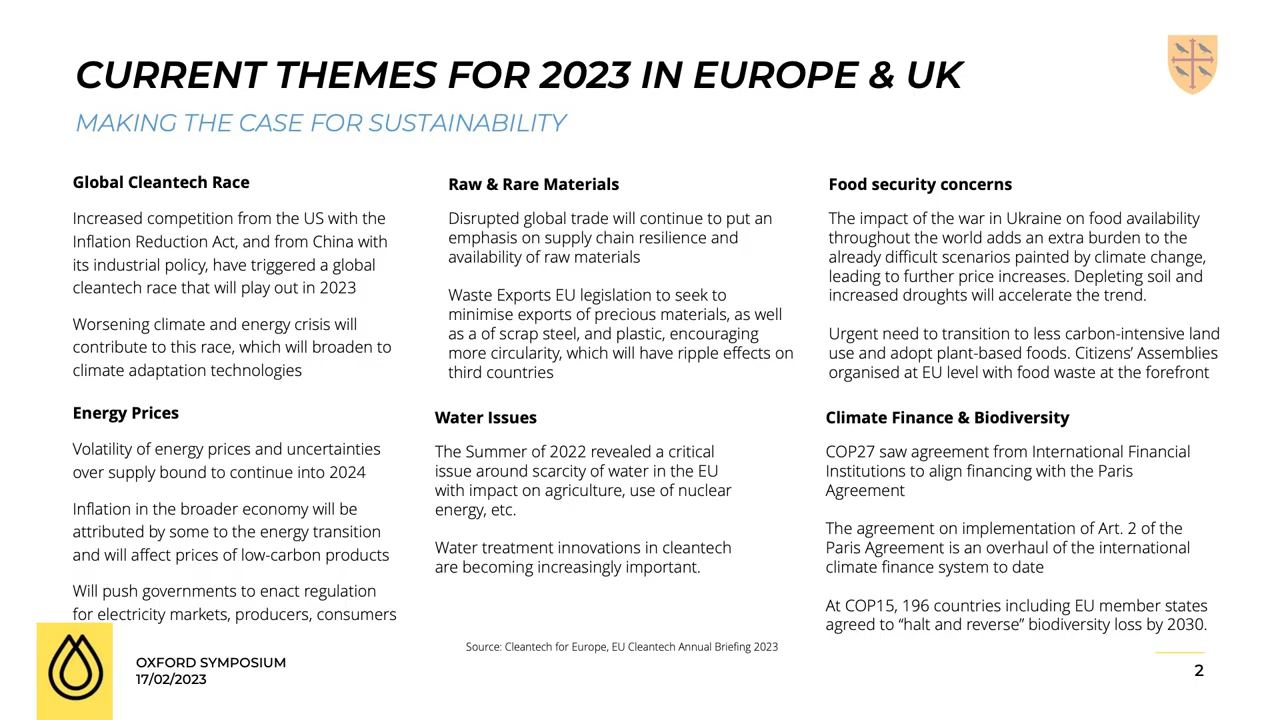 CURRENT THEMES FOR 2023 IN EUROPE & UK
MAKING THE CASE FOR SUSTAINABILITY
Global Cleantech Race
Increased competition from the US with the
Inflation Reduction Act, and from China with
its industrial policy, have triggered a global
cleantech race that will play out in 2023
Worsening climate and energy crisis will
contribute to this race, which will broaden to
climate adaptation technologies
Energy Prices
Volatility of energy prices and uncertainties
over supply bound to continue into 2024
Inflation in the broader economy will be
attributed by some to the energy transition
and will affect prices of low-carbon products
Will push governments to enact regulation
for electricity markets, producers, consumers
Raw & Rare Materials
Disrupted global trade will continue to put an
emphasis on supply chain resilience and
availability of raw materials
Waste Exports EU legislation to seek to
minimise exports of precious materials, as well
as a of scrap steel, and plastic, encouraging
more circularity, which will have ripple effects on
third countries
Water Issues
The Summer of 2022 revealed a critical
issue around scarcity of water in the EU
with impact on agriculture, use of nuclear
energy, etc.
Water treatment innovations in cleantech
are becoming increasingly important.
Food security concerns
The impact of the war in Ukraine on food availability
throughout the world adds an extra burden to the
already difficult scenarios painted by climate change,
leading to further price increases. Depleting soil and
increased droughts will accelerate the trend.
Urgent need to transition to less carbon-intensive land
use and adopt plant-based foods. Citizens’ Assemblies
organised at EU level with food waste at the forefront
Climate Finance & Biodiversity
COP27 saw agreement from International Financial
Institutions to align financing with the Paris
Agreement
The agreement on implementation of Art. 2 of the
Paris Agreement is an overhaul of the international
climate finance system to date
At COP15, 196 countries including EU member states
agreed to “halt and reverse” biodiversity loss by 2030.
Source: Cleantech for Europe, EU Cleantech Annual Briefing 2023
OXFORD SYMPOSIUM
17/02/2023
2